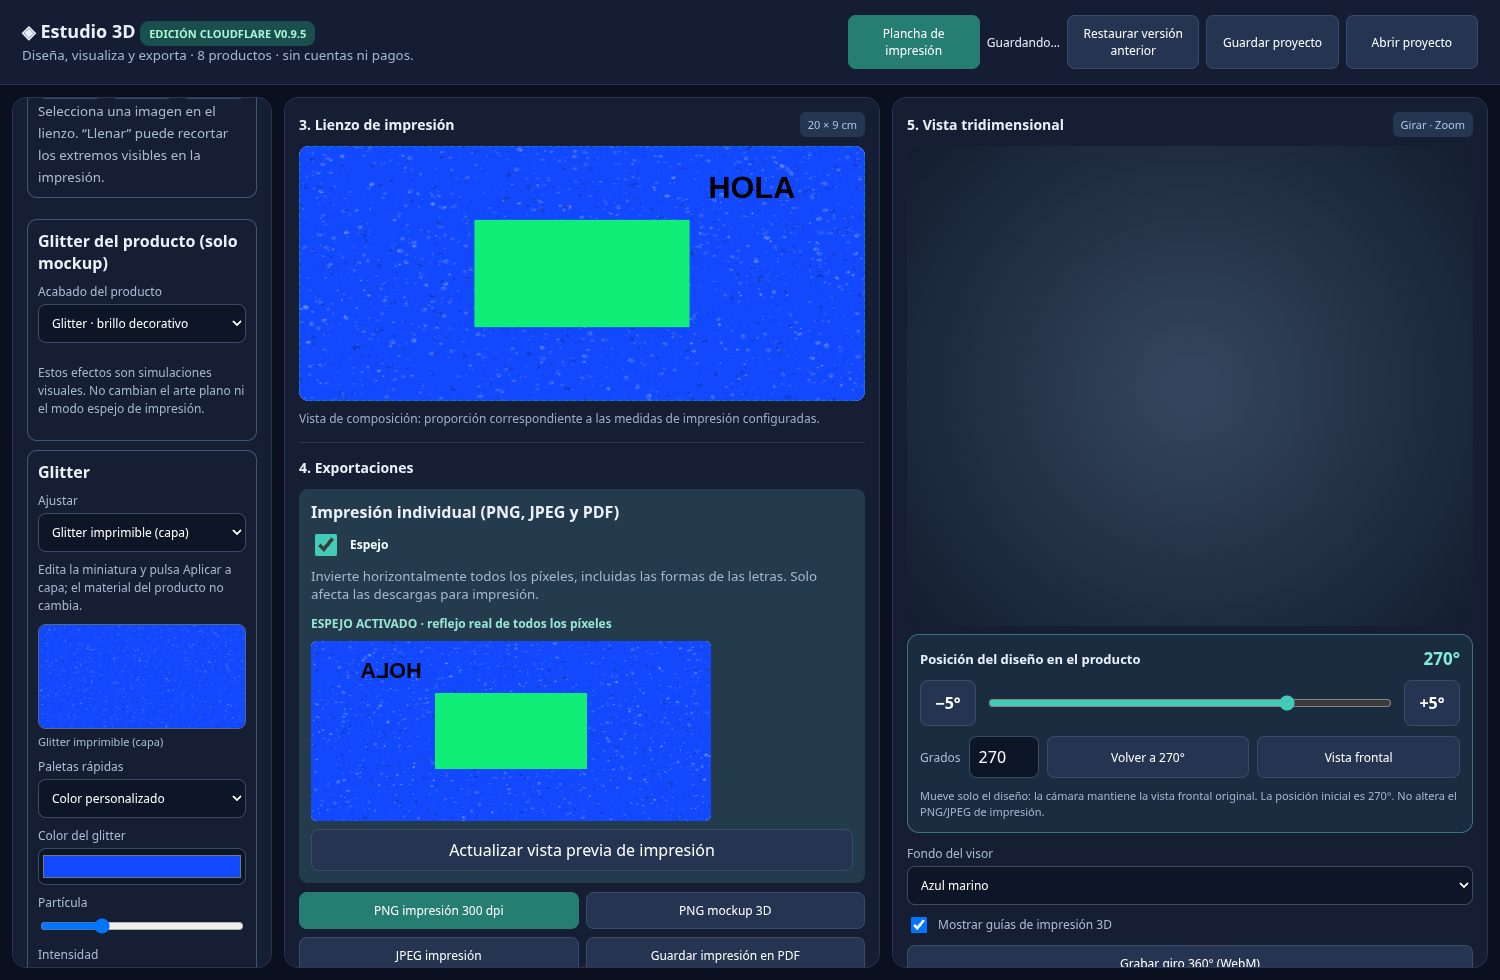 ◈ Estudio 3D EDICIÓN CLOUDFLARE V0.9.5
Diseña, visualiza y exporta · 8 productos · sin cuentas ni pagos.
Plancha de
impresión
Guardando...
Restaurar versión
anterior
Guardar proyecto
Abrir proyecto
Selecciona una imagen en el
lienzo. “Llenar” puede recortar
los extremos visibles en la
impresión.
Glitter del producto (solo
mockup)
Acabado del producto
Glitter · brillo decorativo
Estos efectos son simulaciones
visuales. No cambian el arte plano ni
el modo espejo de impresión.
Glitter
Ajustar
Glitter imprimible (capa)
Edita la miniatura y pulsa Aplicar a
capa; el material del producto no
cambia.
Glitter imprimible (capa)
Paletas rápidas
Color personalizado
Color del glitter
Partícula
Intensidad
3. Lienzo de impresión
20 × 9 cm
HOLA
Vista de composición: proporción correspondiente a las medidas de impresión configuradas.
4. Exportaciones
Impresión individual (PNG, JPEG y PDF)
Espejo
Invierte horizontalmente todos los píxeles, incluidas las formas de las letras. Solo
afecta las descargas para impresión.
ESPEJO ACTIVADO · reflejo real de todos los píxeles
HOLA
Actualizar vista previa de impresión
PNG impresión 300 dpi
PNG mockup 3D
JPEG impresión
Guardar impresión en PDF
5. Vista tridimensional
Girar · Zoom
Posición del diseño en el producto
270°
−5°
+5°
Grados
270
Volver a 270°
Vista frontal
Mueve solo el diseño: la cámara mantiene la vista frontal original. La posición inicial es 270°. No altera el
PNG/JPEG de impresión.
Fondo del visor
Azul marino
Mostrar guías de impresión 3D
Grabar giro 360° (WebM)